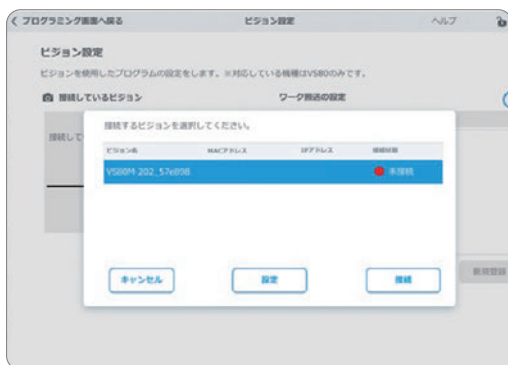 プログラミング画面へ戻る
ビジョン設定
ヘルプ
ビジョン設定
ビジョンを使用したプログラムの設定をします。※対応している機種はVS80のみです。
接続しているビジョン
ワーク搬送の設定
接続して
接続するビジョンを選択してください。
ビジョン名 MACアドレス IPアドレス 接続状態
VS80M-202_57e898 未接続
キャンセル 設定 接続
新規登録